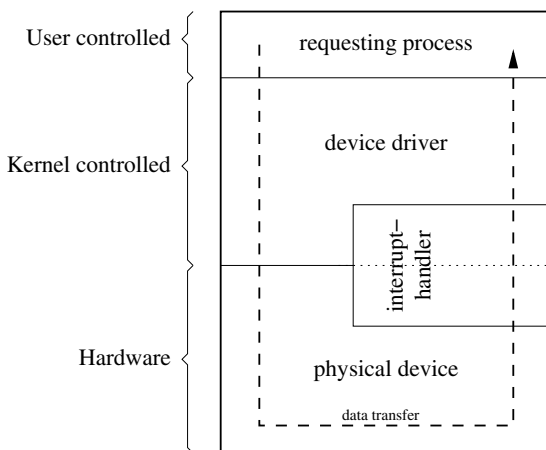 User controlled
requesting process
Kernel controlled
device driver
interrupt–
handler
Hardware
physical device
data transfer